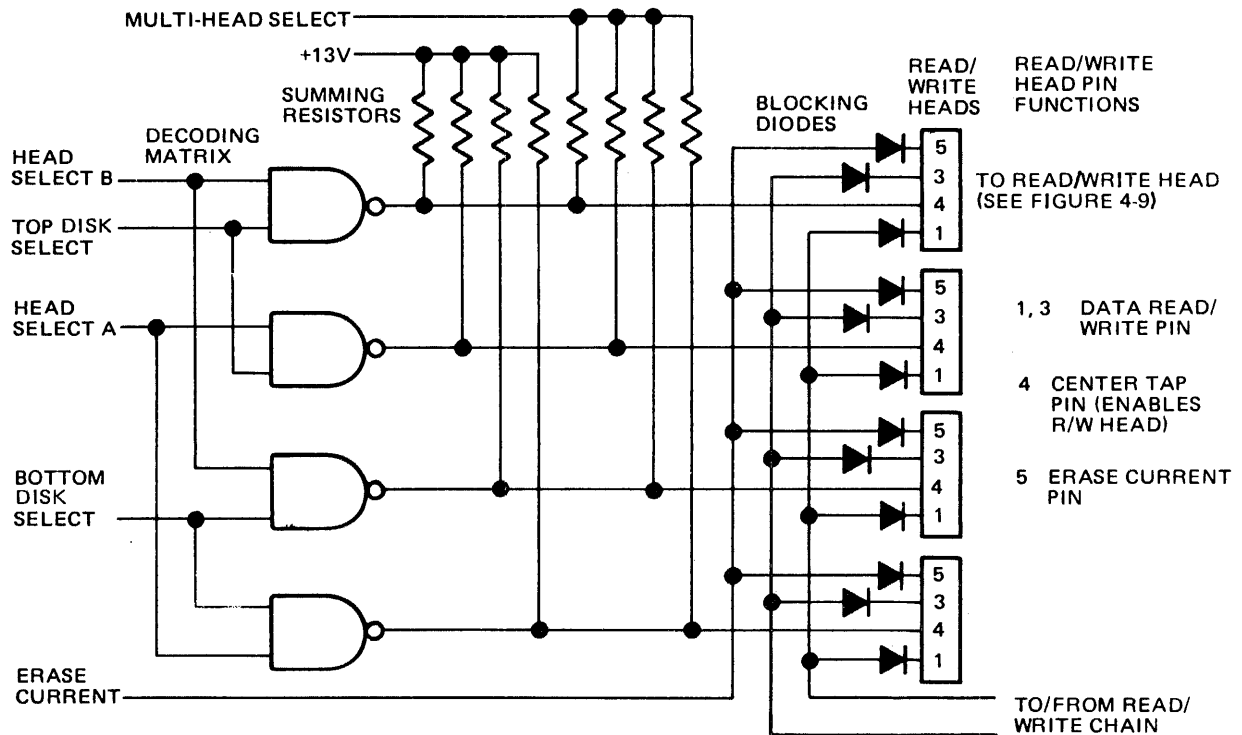 MULTI-HEAD SELECT
+13V
SUMMING
RESISTORS
DECODING
MATRIX
BLOCKING
DIODES
READ/
WRITE
HEADS
READ/WRITE
HEAD PIN
FUNCTIONS
HEAD
SELECT B
TOP DISK
SELECT
HEAD
SELECT A
BOTTOM
DISK
SELECT
ERASE
CURRENT
5
3
4
1
TO READ/WRITE HEAD
(SEE FIGURE 4-9)
5
3
4
1
1, 3 DATA READ/
WRITE PIN
4 CENTER TAP
PIN (ENABLES
R/W HEAD)
5
3
4
1
5 ERASE CURRENT
PIN
5
3
4
1
TO/FROM READ/
WRITE CHAIN